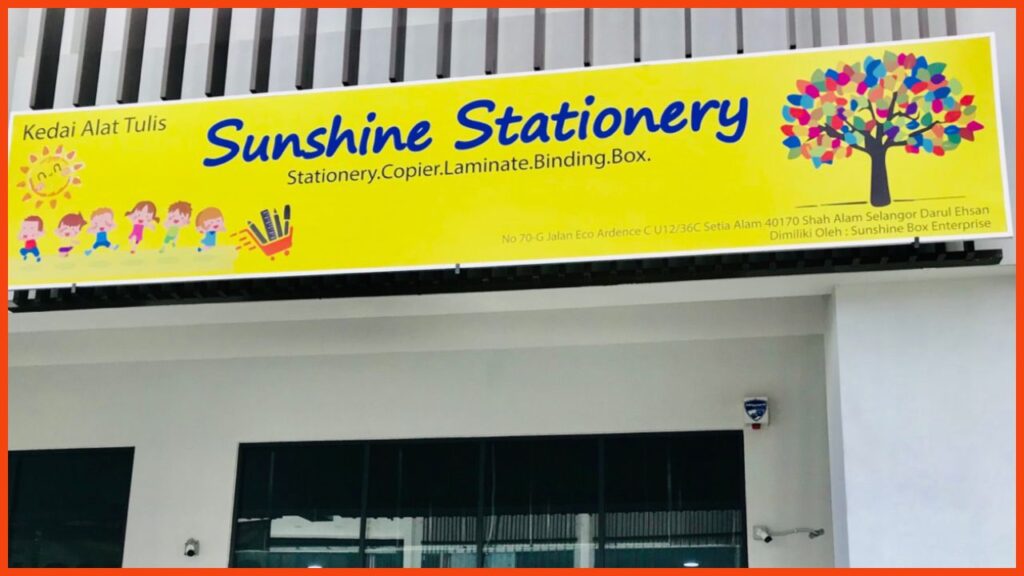 Kedai Alat Tulis
Sunshine Stationery
Stationery.Copier.Laminate.Binding.Box.
No 70-G Jalan Eco Ardence C U12/36C Setia Alam 40170 Shah Alam Selangor Darul Ehsan
Dimiliki Oleh : Sunshine Box Enterprise